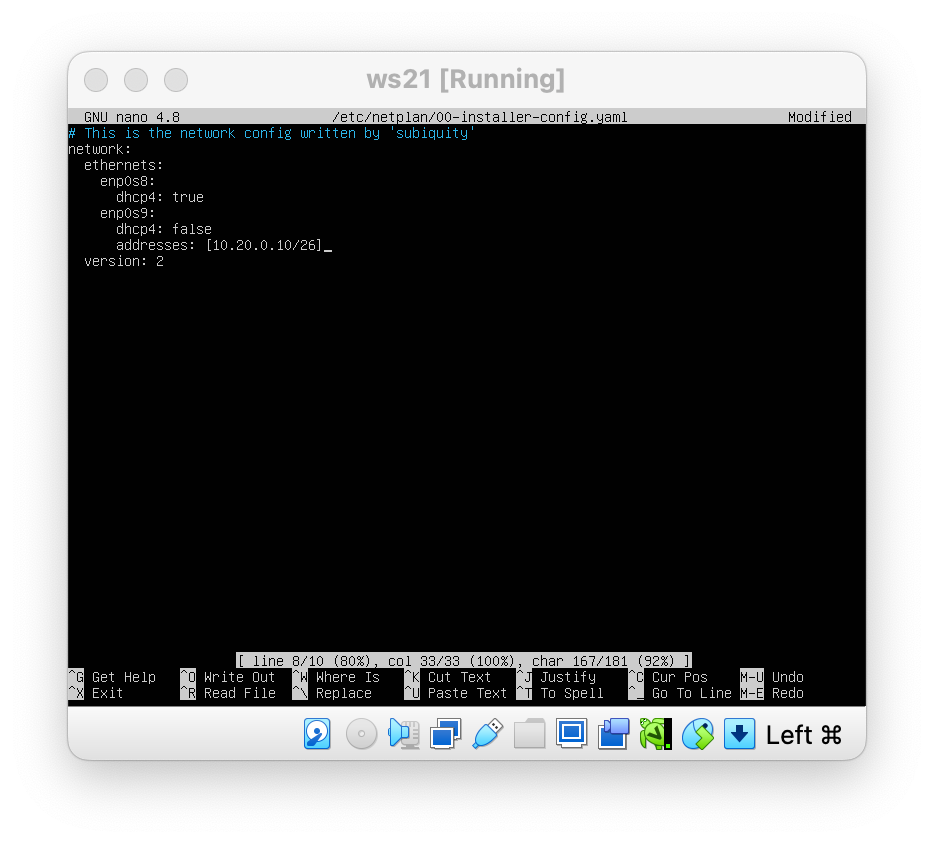 ws21 [Running]
GNU nano 4.8 /etc/netplan/00-installer-config.yaml Modified
# This is the network config written by 'subiquity'
network:
  ethernets:
    enp0s8:
      dhcp4: true
    enp0s9:
      dhcp4: false
      addresses: [10.20.0.10/26]_
  version: 2
[ line 8/10 (80%), col 33/33 (100%), char 167/181 (92%) ]
^G Get Help ^O Write Out ^W Where Is ^K Cut Text ^J Justify ^C Cur Pos M-U Undo
^X Exit ^R Read File ^\ Replace ^U Paste Text ^T To Spell ^_ Go To Line M-E Redo
Left ⌘